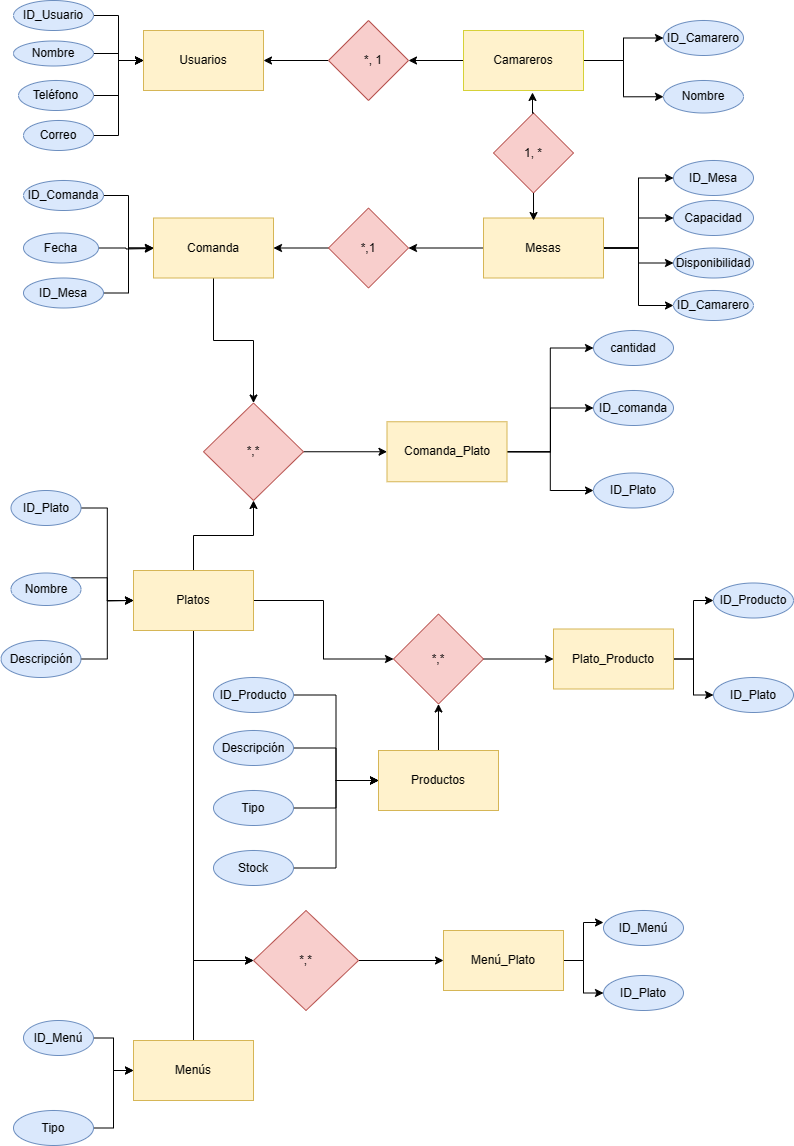 ID_Usuario
Nombre
Teléfono
Correo
Usuarios
*, 1
Camareros
ID_Camarero
Nombre
1, *
ID_Comanda
Fecha
ID_Mesa
Comanda
*,1
Mesas
ID_Mesa
Capacidad
Disponibilidad
ID_Camarero
*,*
Comanda_Plato
cantidad
ID_comanda
ID_Plato
ID_Plato
Nombre
Descripción
Platos
*,*
Plato_Producto
ID_Producto
ID_Plato
ID_Producto
Descripción
Tipo
Stock
Productos
*,*
Menú_Plato
ID_Menú
ID_Plato
ID_Menú
Tipo
Menús